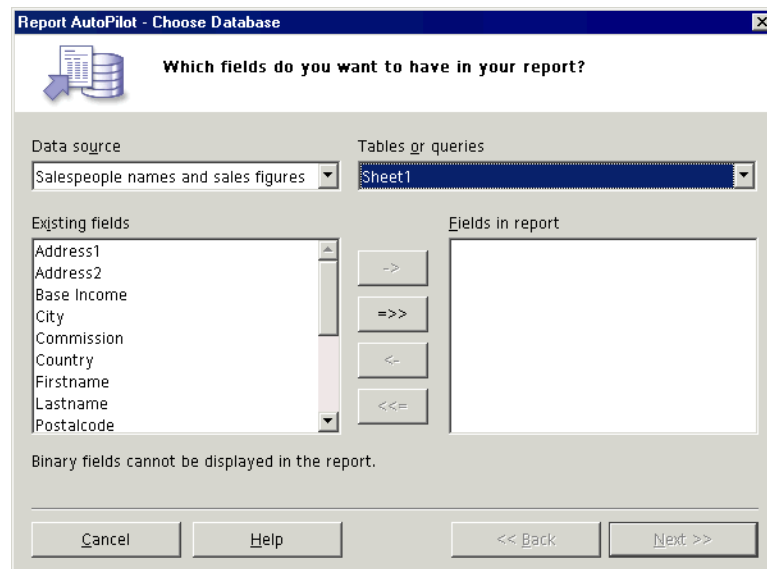 Report AutoPilot - Choose Database
Which fields do you want to have in your report?
Data source
Tables or queries
Salespeople names and sales figures
Sheet1
Existing fields
Fields in report
Address1
Address2
Base Income
City
Commission
Country
Firstname
Lastname
Postalcode
->
=>>
<-
<<=
Binary fields cannot be displayed in the report.
Cancel
Help
<< Back
Next >>